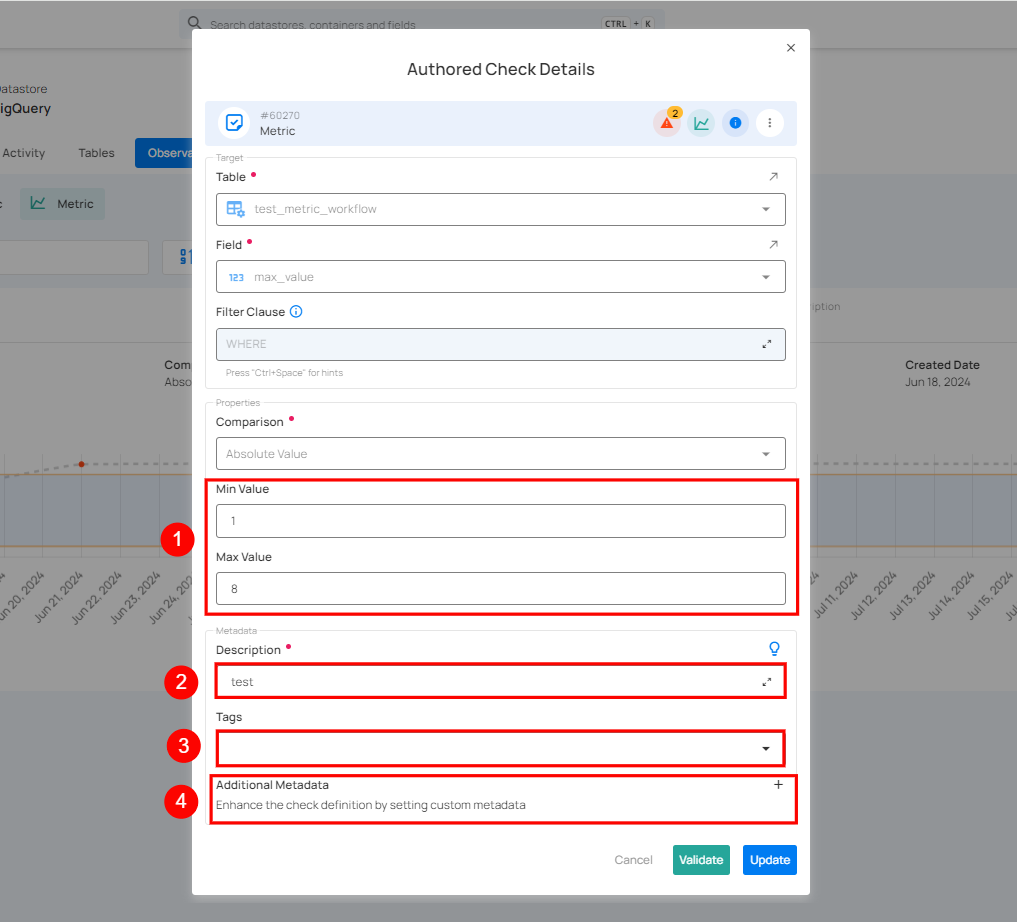 Search datastores, containers and fields CTRL + K
Authored Check Details
#60270
Metric
2
Datastore
igQuery
Activity Tables Observa
Metric
Target
Table
test_metric_workflow
Field
123 max_value
Filter Clause
WHERE
Press "Ctrl+Space" for hints
Properties
Comparison
Absolute Value
Com
Abso
Created Date
Jun 18, 2024
1
Min Value
1
Max Value
8
Jun 20, 2024
Jun 21, 2024
Jun 22, 2024
Jun 23, 2024
Jun 24, 202
Jul 11, 2024
Jul 12, 2024
Jul 13, 2024
Jul 14, 2024
Jul 15, 2024
Metadata
Description
2
test
Tags
3
4
Additional Metadata +
Enhance the check definition by setting custom metadata
Cancel Validate Update